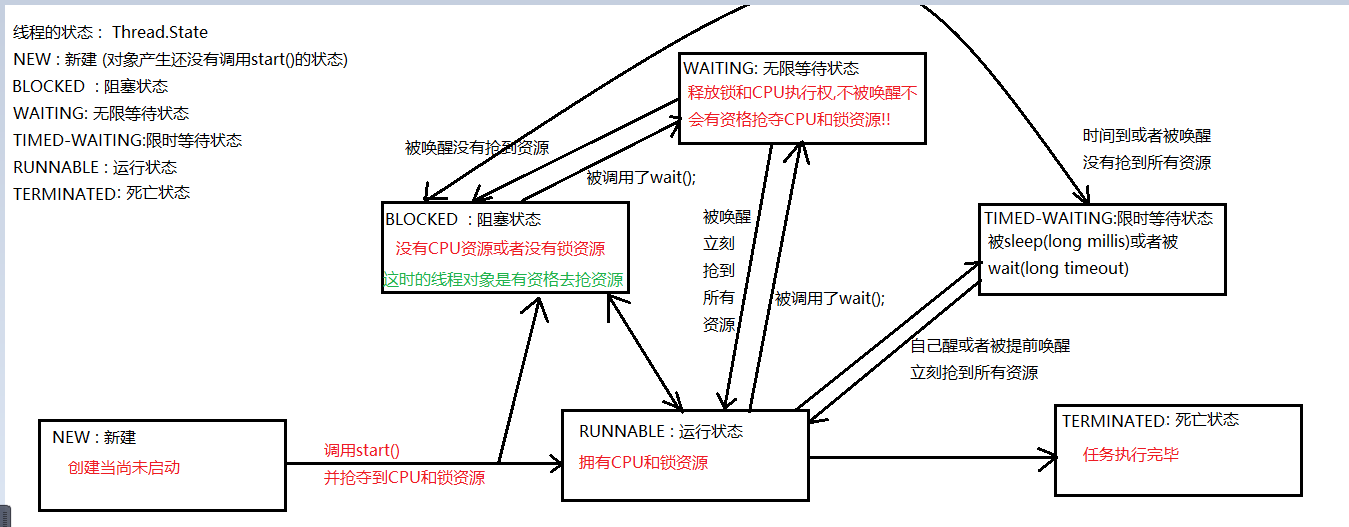 线程的状态： Thread.State
NEW : 新建 (对象产生还没有调用start()的状态)
BLOCKED ：阻塞状态
WAITING: 无限等待状态
TIMED-WAITING:限时等待状态
RUNNABLE : 运行状态
TERMINATED: 死亡状态
WAITING: 无限等待状态
释放锁和CPU执行权,不被唤醒不
会有资格抢夺CPU和锁资源!!
时间到或者被唤醒
没有抢到所有资源
被唤醒没有抢到资源
被调用了wait();
BLOCKED ：阻塞状态
没有CPU资源或者没有锁资源
这时的线程对象是有资格去抢资源
被唤醒
立刻
抢到
所有
资源
被调用了wait();
TIMED-WAITING:限时等待状态
被sleep(long millis)或者被
wait(long timeout)
自己醒或者被提前唤醒
立刻抢到所有资源
NEW : 新建
创建当尚未启动
调用start()
并抢夺到CPU和锁资源
RUNNABLE : 运行状态
拥有CPU和锁资源
TERMINATED: 死亡状态
任务执行完毕